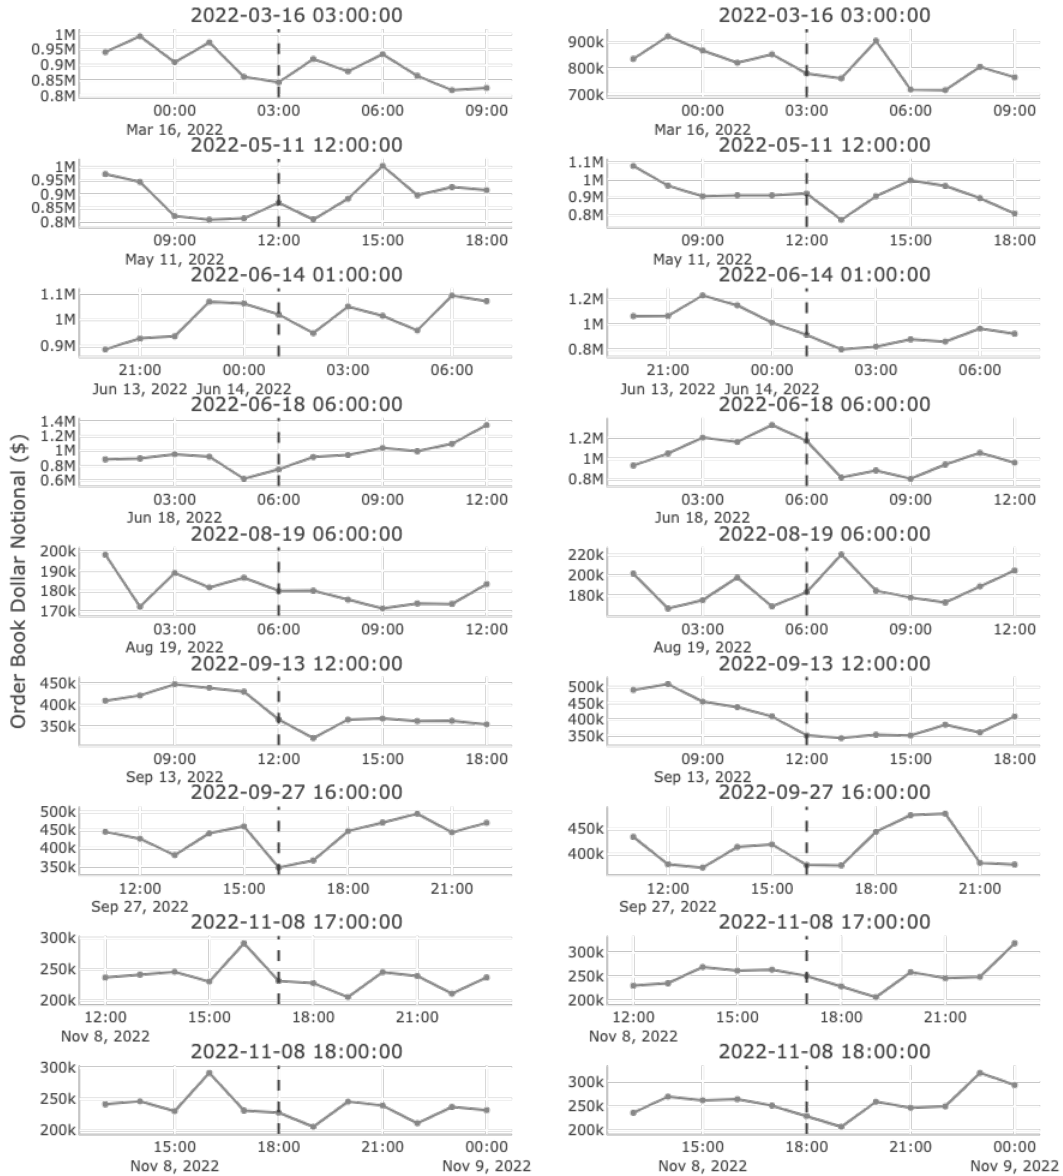 2022-03-16 03:00:00
1M
0.95M
0.9M
0.85M
0.8M
00:00 03:00 06:00 09:00
Mar 16, 2022
2022-03-16 03:00:00
900k
800k
700k
00:00 03:00 06:00 09:00
Mar 16, 2022
2022-05-11 12:00:00
1M
0.95M
0.9M
0.85M
0.8M
09:00 12:00 15:00 18:00
May 11, 2022
2022-05-11 12:00:00
1.1M
1M
0.9M
0.8M
09:00 12:00 15:00 18:00
May 11, 2022
2022-06-14 01:00:00
1.1M
1M
0.9M
21:00 00:00 03:00 06:00
Jun 13, 2022 Jun 14, 2022
2022-06-14 01:00:00
1.2M
1M
0.8M
21:00 00:00 03:00 06:00
Jun 13, 2022 Jun 14, 2022
Order Book Dollar Notional ($)
2022-06-18 06:00:00
1.4M
1.2M
1M
0.8M
0.6M
03:00 06:00 09:00 12:00
Jun 18, 2022
2022-06-18 06:00:00
1.2M
1M
0.8M
03:00 06:00 09:00 12:00
Jun 18, 2022
2022-08-19 06:00:00
200k
190k
180k
170k
03:00 06:00 09:00 12:00
Aug 19, 2022
2022-08-19 06:00:00
220k
200k
180k
03:00 06:00 09:00 12:00
Aug 19, 2022
2022-09-13 12:00:00
450k
400k
350k
09:00 12:00 15:00 18:00
Sep 13, 2022
2022-09-13 12:00:00
500k
450k
400k
350k
09:00 12:00 15:00 18:00
Sep 13, 2022
2022-09-27 16:00:00
500k
450k
400k
350k
12:00 15:00 18:00 21:00
Sep 27, 2022
2022-09-27 16:00:00
450k
400k
12:00 15:00 18:00 21:00
Sep 27, 2022
2022-11-08 17:00:00
300k
250k
200k
12:00 15:00 18:00 21:00
Nov 8, 2022
2022-11-08 17:00:00
300k
250k
200k
12:00 15:00 18:00 21:00
Nov 8, 2022
2022-11-08 18:00:00
300k
250k
200k
15:00 18:00 21:00 00:00
Nov 8, 2022 Nov 9, 2022
2022-11-08 18:00:00
300k
250k
200k
15:00 18:00 21:00 00:00
Nov 8, 2022 Nov 9, 2022